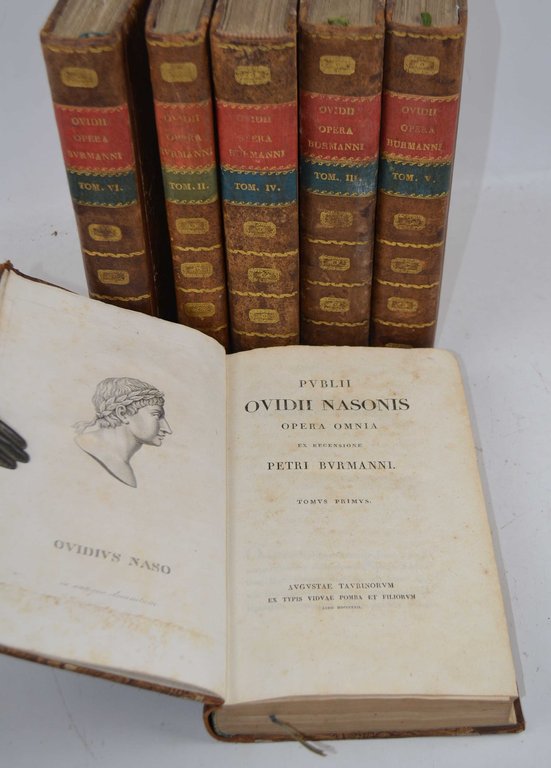 OVIDII
OPERA
BVRMANNI
TOM. VI.
OVIDII
OPERA
BURMANNI
TOM. II.
OVIDII
OPERA
BURMANNI
TOM. IV.
OVIDII
OPERA
BURMANNI
TOM. III.
OVIDII
OPERA
BURMANNI
TOM. V.
OVIDIVS NASO
PVBLII
OVIDII NASONIS
OPERA OMNIA
EX RECENSIONE
PETRI BVRMANNI.
TOMVS PRIMVS.
AVGVSTAE TAVRINORVM
EX TYPIS VIDVAE POMBA ET FILIORVM